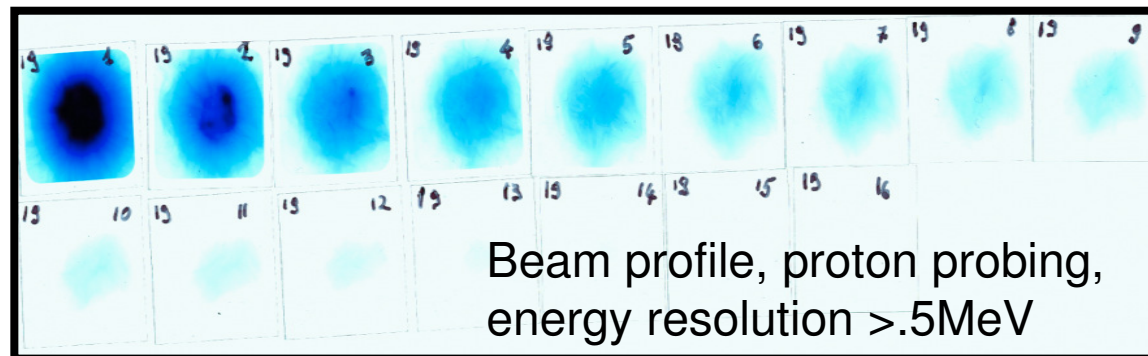 19 1 19 2 19 3 19 4 19 5 19 6 19 7 19 8 19 9
19 10 19 11 19 12 19 13 19 14 19 15 19 16
Beam profile, proton probing,
energy resolution >.5MeV